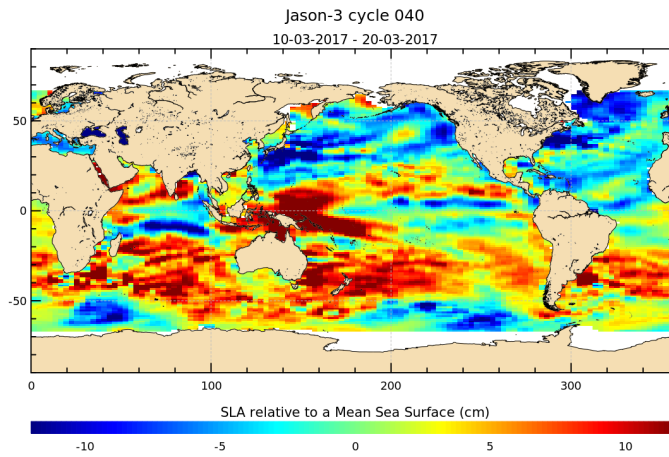 Jason-3 cycle 040
10-03-2017 - 20-03-2017
50
0
-50
0 100 200 300
SLA relative to a Mean Sea Surface (cm)
-10 -5 0 5 10